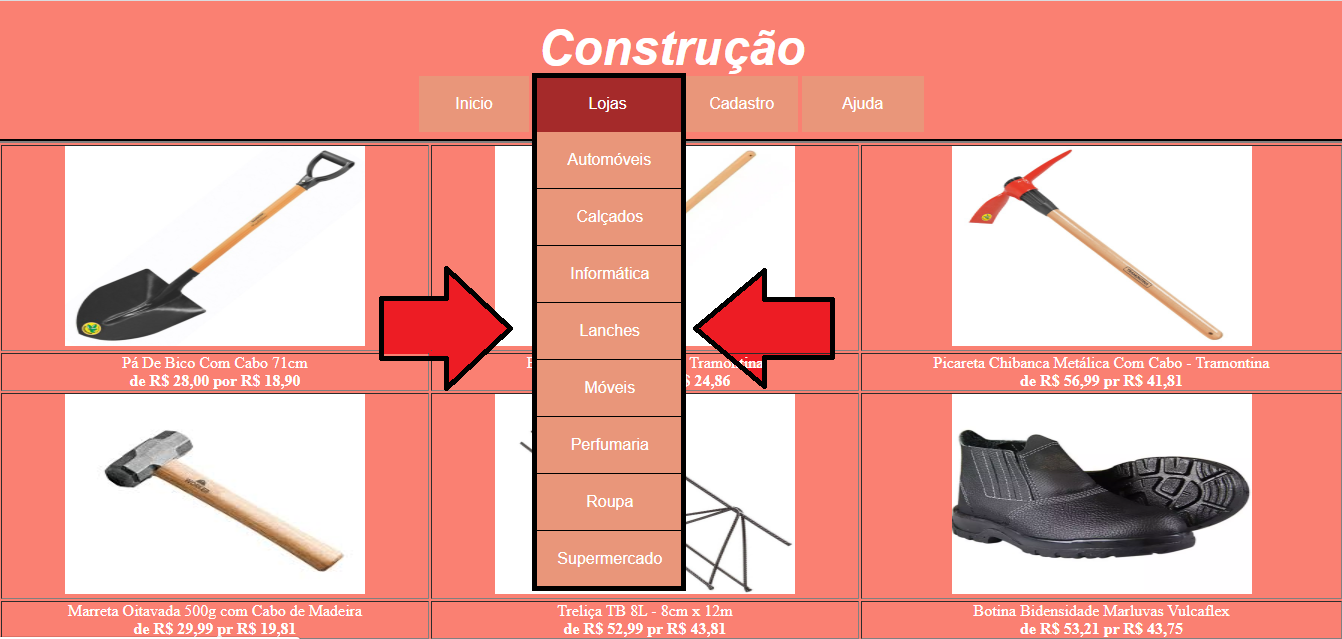 Construção
Inicio
Lojas
Cadastro
Ajuda
Automóveis
Calçados
Informática
Lanches
Móveis
Perfumaria
Roupa
Supermercado
Pá De Bico Com Cabo 71cm
de R$ 28,00 por R$ 18,90
Tramontina
24,86
Picareta Chibanca Metálica Com Cabo - Tramontina
de R$ 56,99 pr R$ 41,81
Marreta Oitavada 500g com Cabo de Madeira
de R$ 29,99 pr R$ 19,81
Treliça TB 8L - 8cm x 12m
de R$ 52,99 pr R$ 43,81
Botina Bidensidade Marluvas Vulcaflex
de R$ 53,21 pr R$ 43,75